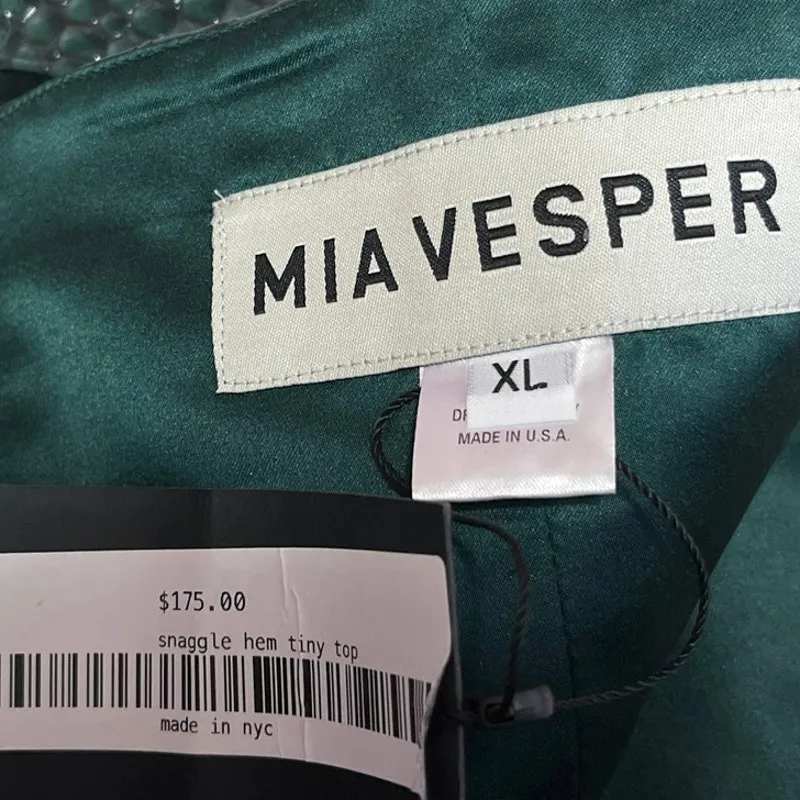 MIA VESPER
XL
MADE IN U.S.A.
$175.00
snaggle hem tiny top
made in nyc